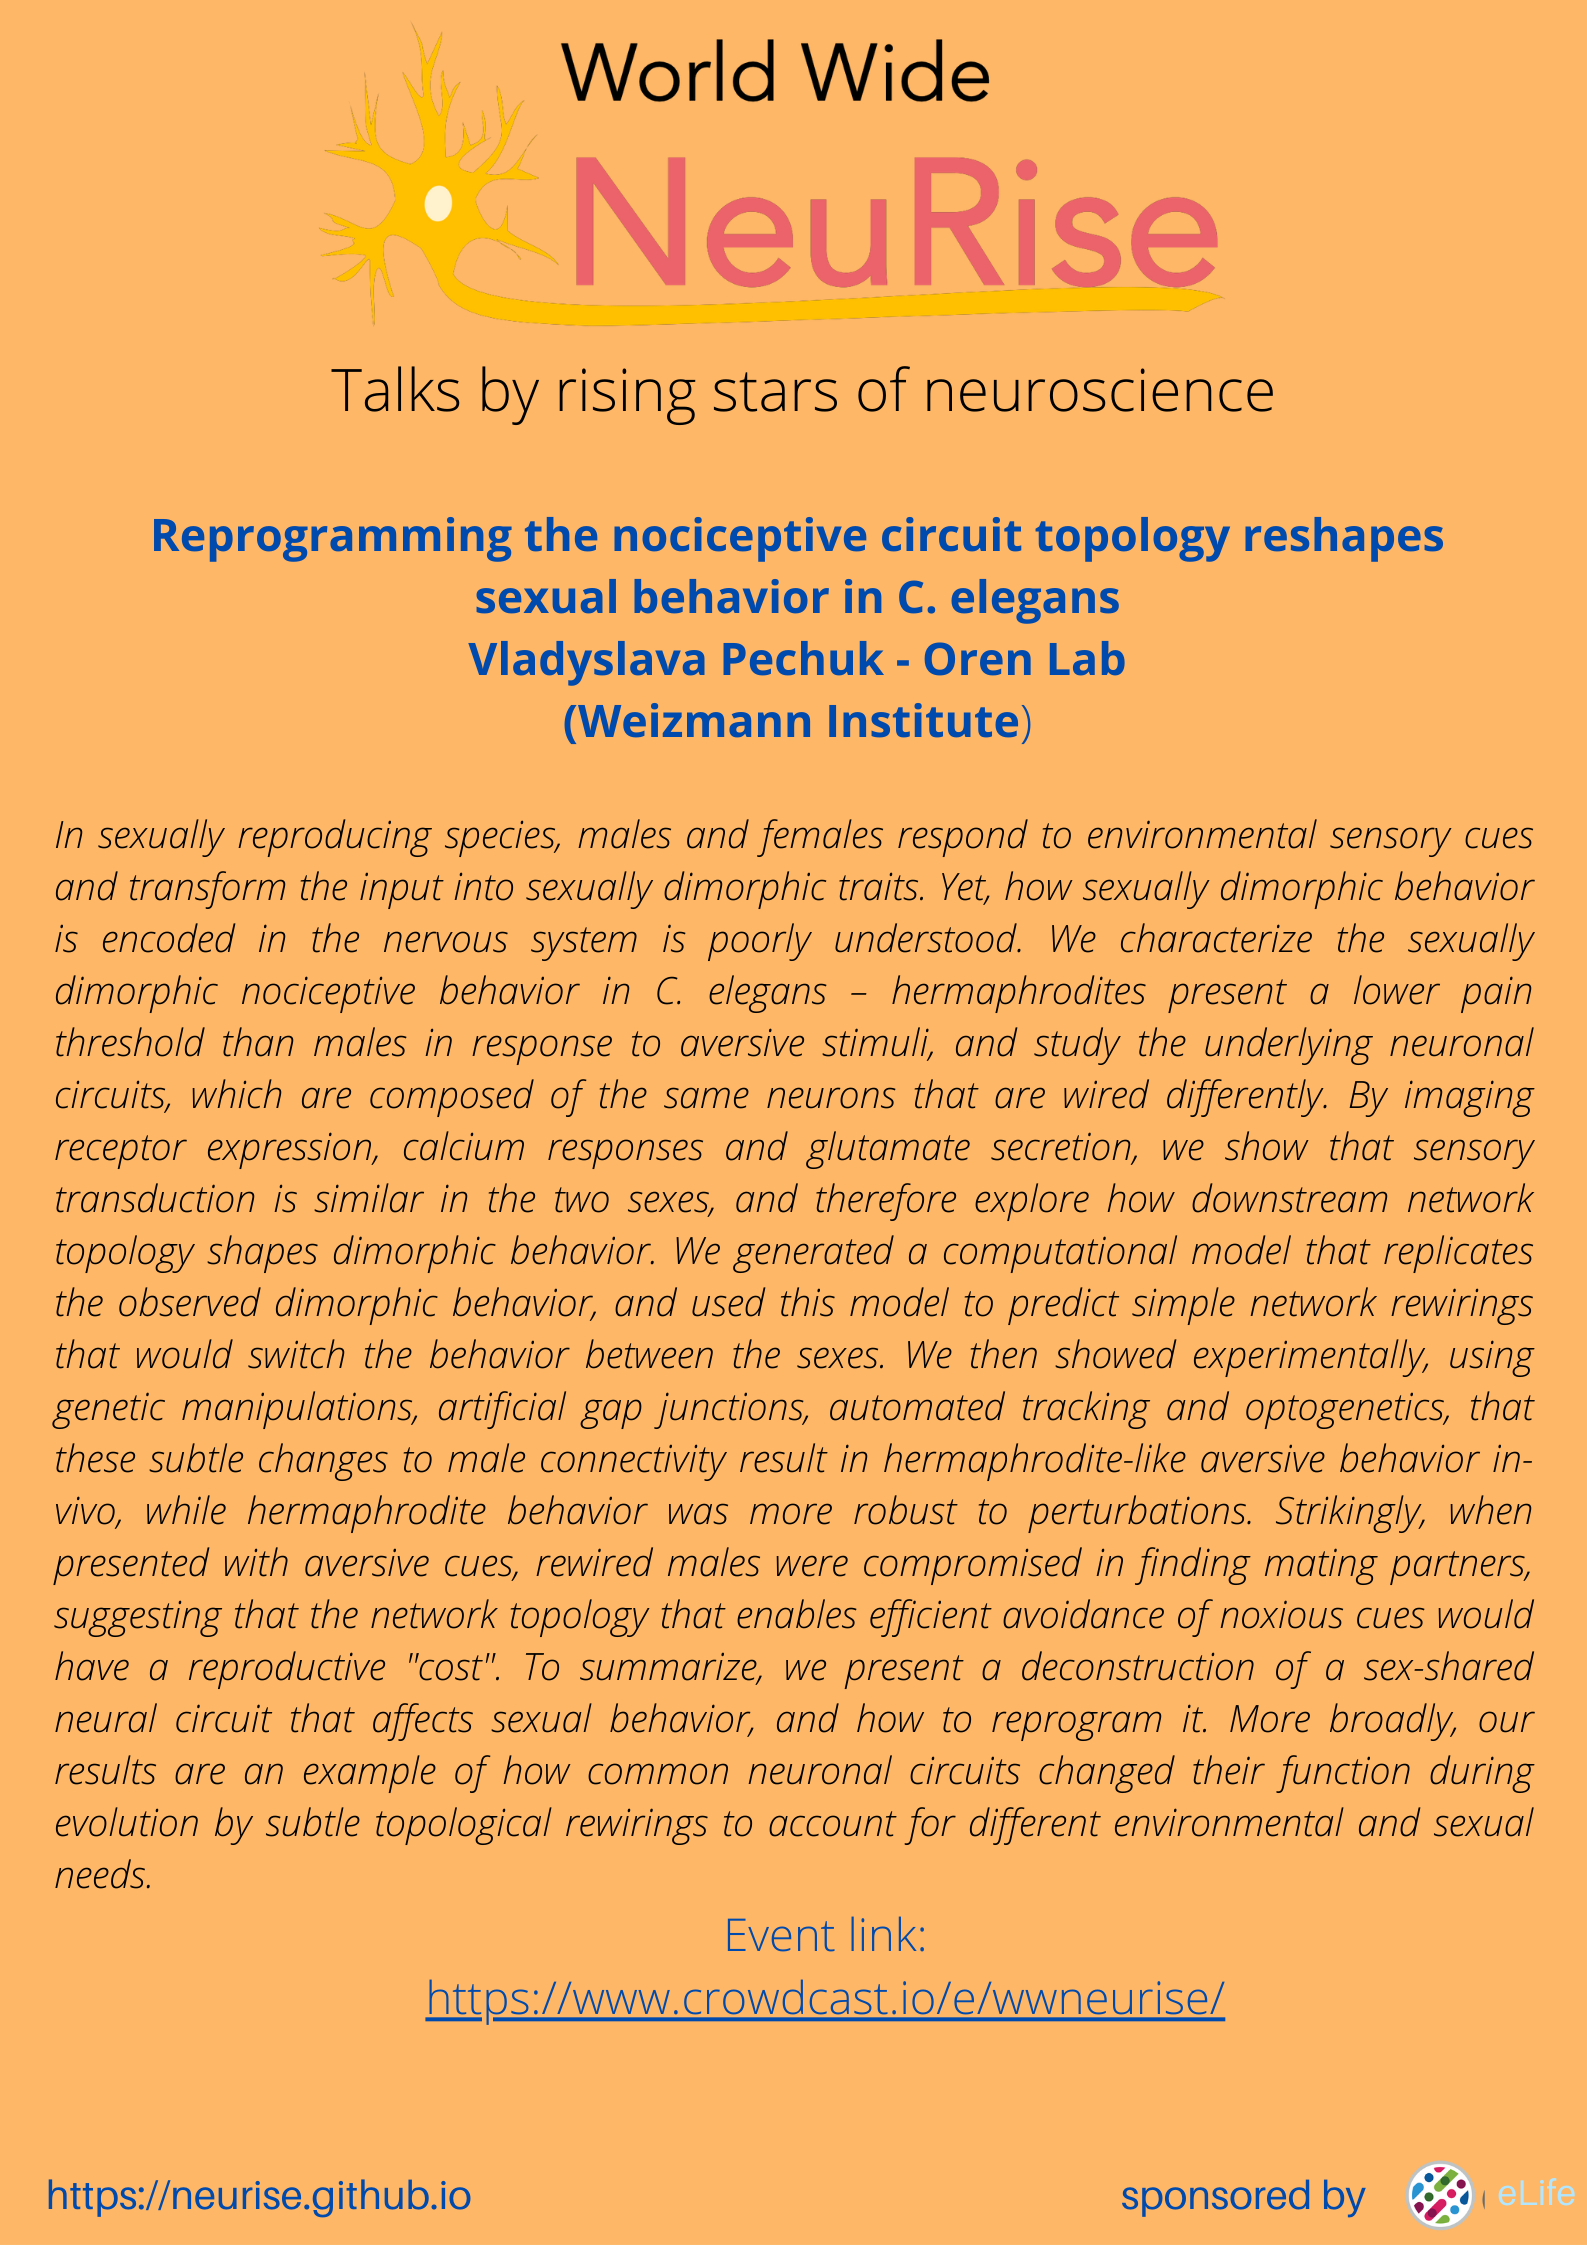 World Wide
NeuRise
Talks by rising stars of neuroscience
Reprogramming the nociceptive circuit topology reshapes
sexual behavior in C. elegans
Vladyslava Pechuk - Oren Lab
(Weizmann Institute)
In sexually reproducing species, males and females respond to environmental sensory cues
and transform the input into sexually dimorphic traits. Yet, how sexually dimorphic behavior
is encoded in the nervous system is poorly understood. We characterize the sexually
dimorphic nociceptive behavior in C. elegans – hermaphrodites present a lower pain
threshold than males in response to aversive stimuli, and study the underlying neuronal
circuits, which are composed of the same neurons that are wired differently. By imaging
receptor expression, calcium responses and glutamate secretion, we show that sensory
transduction is similar in the two sexes, and therefore explore how downstream network
topology shapes dimorphic behavior. We generated a computational model that replicates
the observed dimorphic behavior, and used this model to predict simple network rewirings
that would switch the behavior between the sexes. We then showed experimentally, using
genetic manipulations, artificial gap junctions, automated tracking and optogenetics, that
these subtle changes to male connectivity result in hermaphrodite-like aversive behavior in-
vivo, while hermaphrodite behavior was more robust to perturbations. Strikingly, when
presented with aversive cues, rewired males were compromised in finding mating partners,
suggesting that the network topology that enables efficient avoidance of noxious cues would
have a reproductive "cost". To summarize, we present a deconstruction of a sex-shared
neural circuit that affects sexual behavior, and how to reprogram it. More broadly, our
results are an example of how common neuronal circuits changed their function during
evolution by subtle topological rewirings to account for different environmental and sexual
needs.
Event link:
https://www.crowdcast.io/e/wwneurise/
https://neurise.github.io
sponsored by eLife